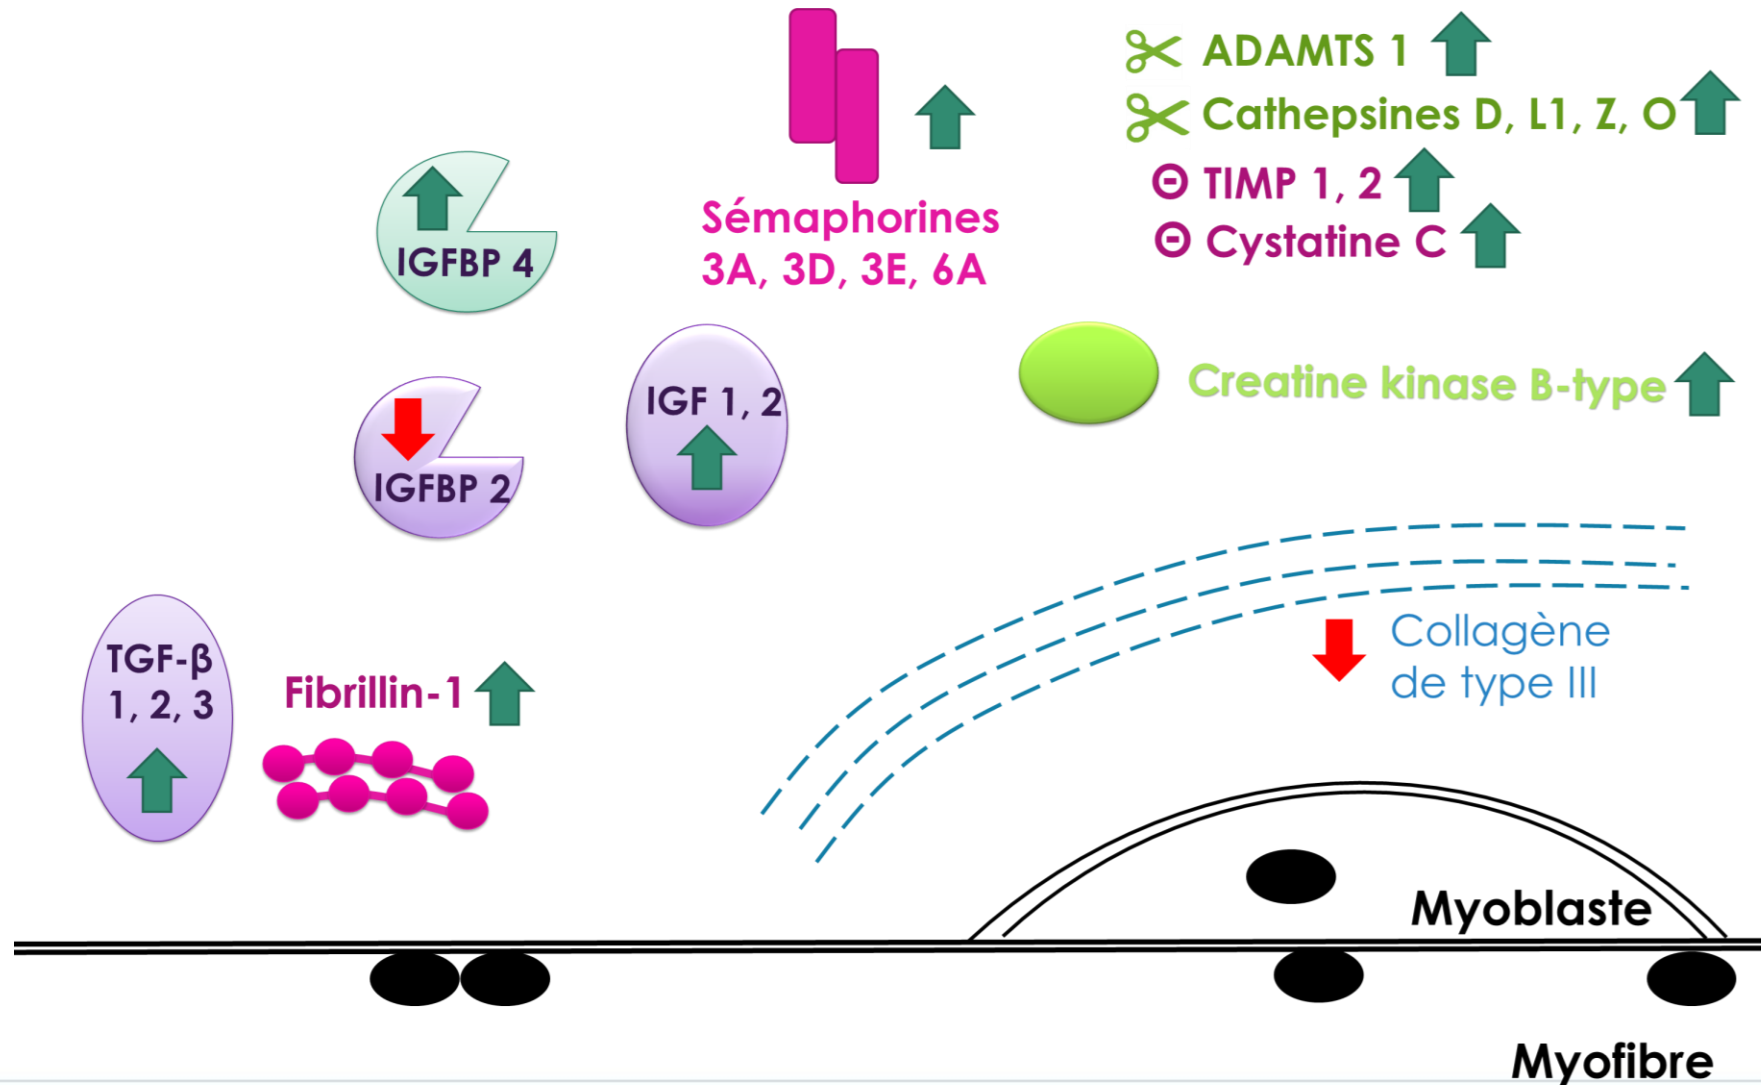 ADAMTS 1
Cathepsines D, L1, Z, O
TIMP 1, 2
Cystatine C
Sémaphorines
3A, 3D, 3E, 6A
IGFBP 4
IGF 1, 2
Creatine kinase B-type
IGFBP 2
Collagène
de type III
TGF-β
1, 2, 3
Fibrillin-1
Myoblaste
Myofibre